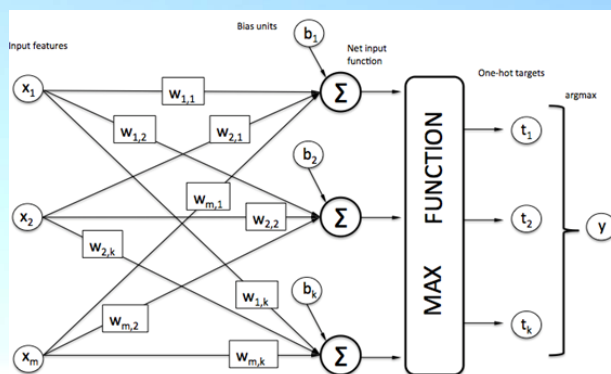 Bias units
b1
Input features
Net input
function
x1
w1,1
Σ
One-hot targets
argmax
w1,2
w2,1
t1
b2
MAX FUNCTION
wm,1
x2
w2,2
Σ
t2
y
w2,k
bk
w1,k
wm,2
tk
xm
wm,k
Σ